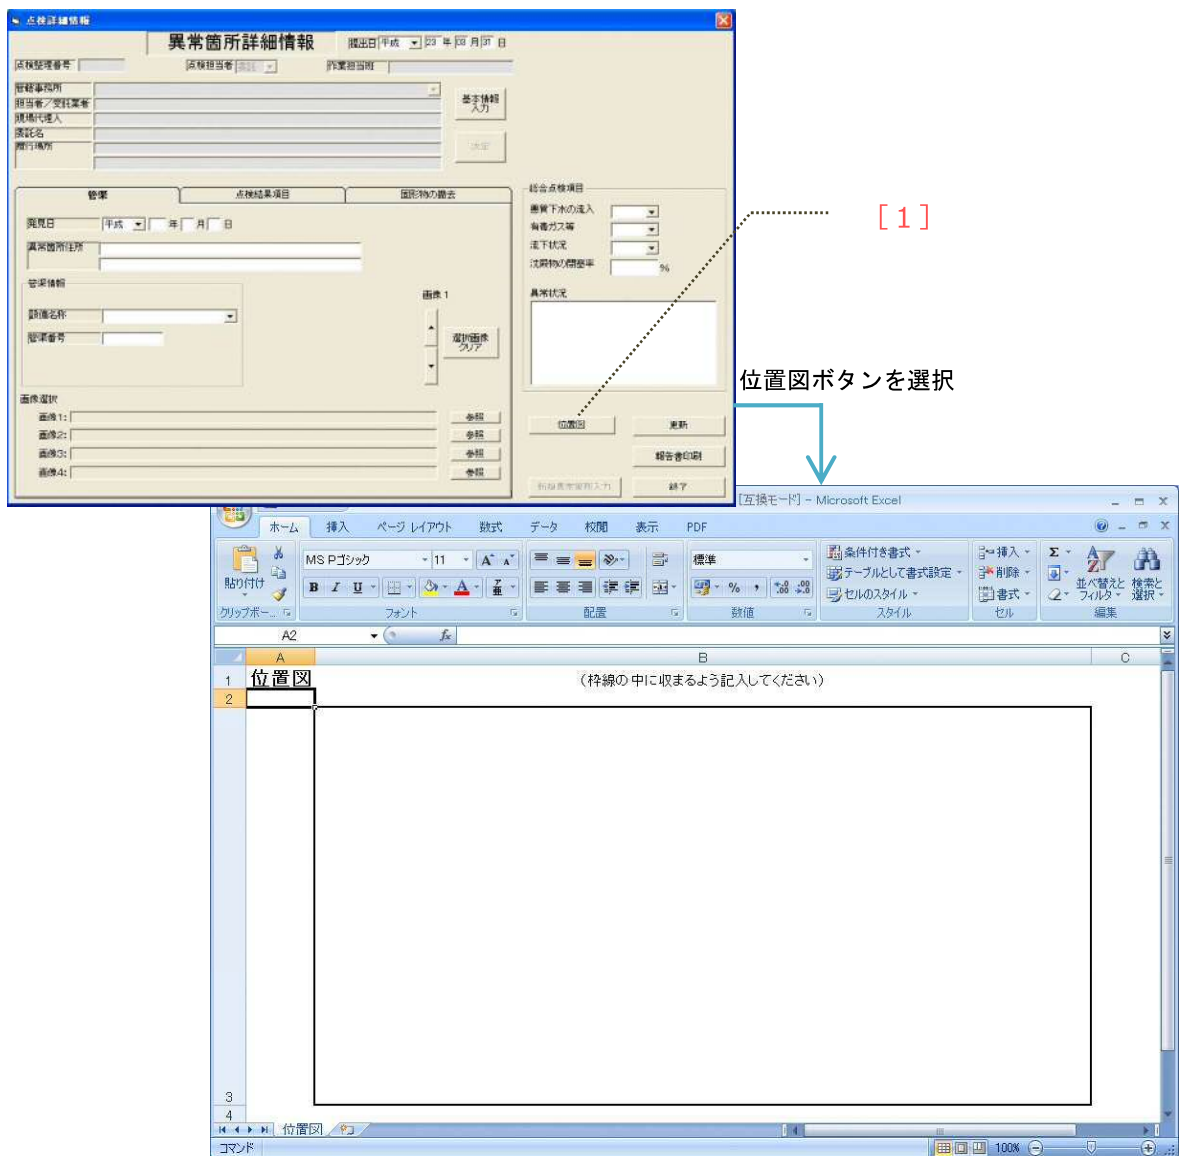 点検詳細情報
異常箇所詳細情報
提出日 平成 23 年 03 月 31 日
点検整理番号
点検担当者 委託
作業担当班
管轄事務所
担当者／受託業者
現場代理人
委託名
履行場所
基本情報
入力
決定
管渠
点検結果項目
固形物の撤去
発見日 平成 年 月 日
異常箇所住所
管渠情報
設備名称
管渠番号
画像1
選択画像
クリア
画像選択
画像1: 参照
画像2: 参照
画像3: 参照
画像4: 参照
総合点検項目
悪質下水の流入
有毒ガス等
流下状況
沈殿物の閉塞率 %
異常状況
位置図
更新
報告書印刷
新規異常箇所入力
終了
［１］
位置図ボタンを選択
[互換モード] - Microsoft Excel
ホーム 挿入 ページ レイアウト 数式 データ 校閲 表示 PDF
貼り付け
クリップボー...
MS Pゴシック 11
B I U
フォント
配置
標準
% ,
数値
条件付き書式
テーブルとして書式設定
セルのスタイル
スタイル
挿入
削除
書式
セル
Σ
並べ替えと
フィルタ
検索と
選択
編集
A2 fx
A B C
1 位置図 （枠線の中に収まるよう記入してください）
2
3
4
位置図
コマンド 100%